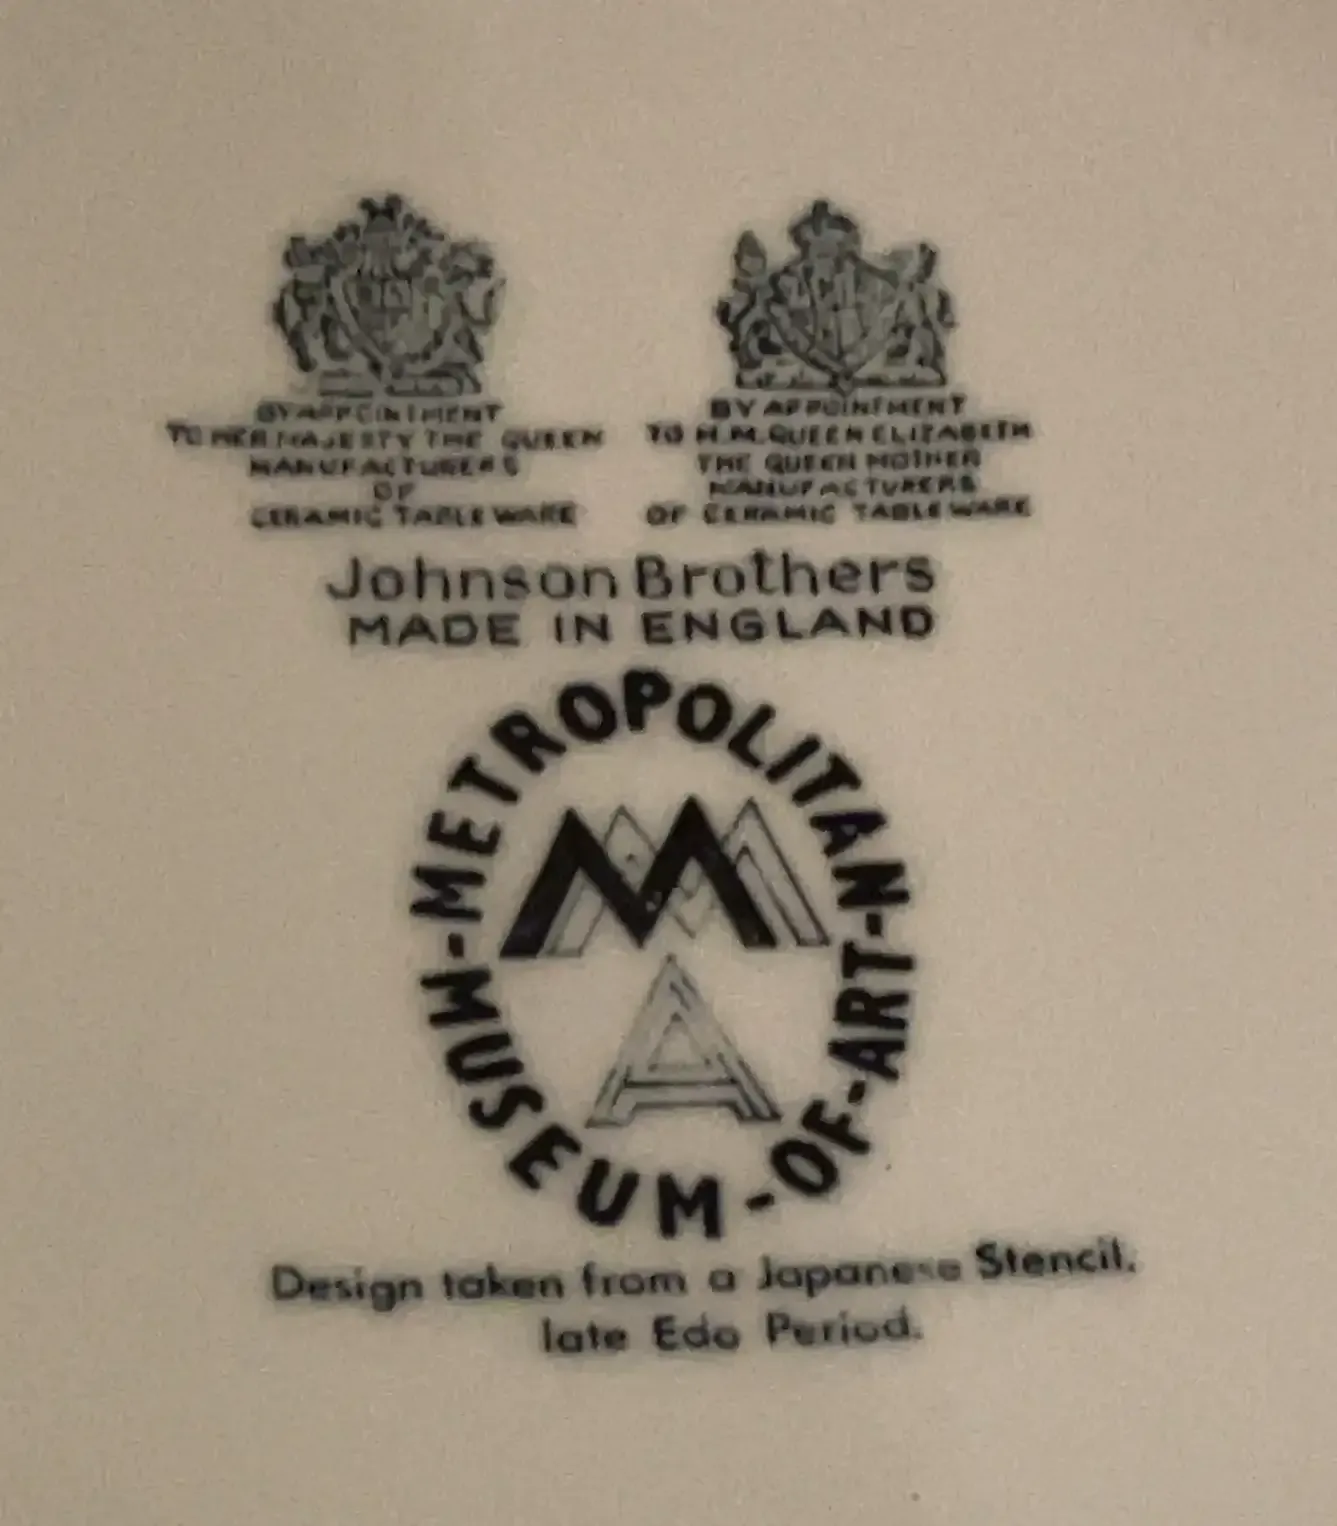 BY APPOINTMENT
TO HER MAJESTY THE QUEEN
MANUFACTURERS
OF
CERAMIC TABLEWARE
BY APPOINTMENT
TO H.M. QUEEN ELIZABETH
THE QUEEN MOTHER
MANUFACTURERS
OF CERAMIC TABLEWARE
Johnson Brothers
MADE IN ENGLAND
METROPOLITAN-MUSEUM-OF-ART-
MMA
Design taken from a Japanese Stencil,
late Edo Period.